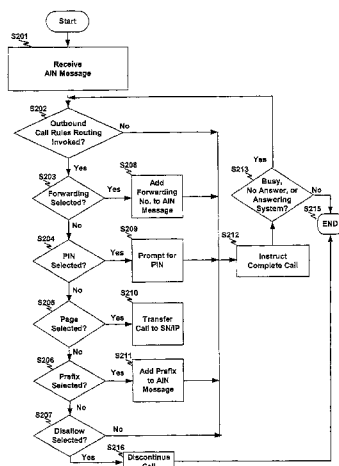 Start
S201
Receive
AIN Message
S202
Outbound
Call Rules Routing
Invoked?
No
Yes
S203
Forwarding
Selected?
Yes
S208
Add
Forwarding
No. to AIN
Message
No
S204
PIN
Selected?
Yes
S209
Prompt for
PIN
No
S205
Page
Selected?
Yes
S210
Transfer
Call to SN/IP
No
S206
Prefix
Selected?
Yes
S211
Add Prefix
to AIN
Message
No
S207
Disallow
Selected?
No
Yes
S216
Discontinue
Call
S212
Instruct
Complete Call
S213
Busy,
No Answer, or
Answering
System?
Yes
No
S215
END